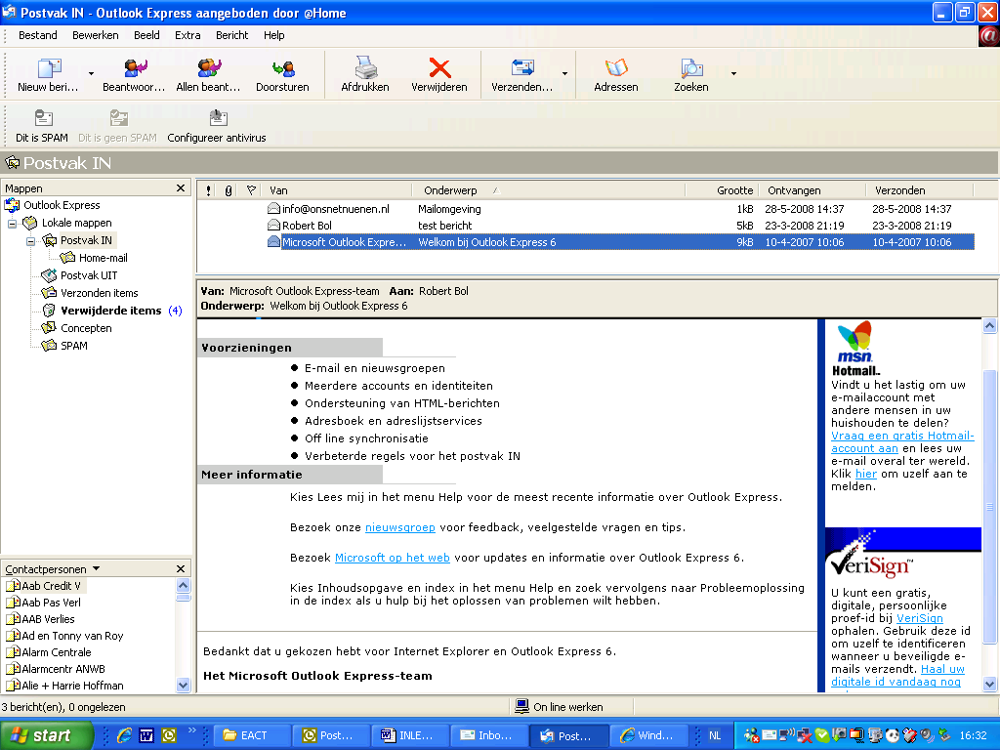 Postvak IN - Outlook Express aangeboden door @Home
Bestand Bewerken Beeld Extra Bericht Help
Nieuw beri... Beantwoor... Allen beant... Doorsturen Afdrukken Verwijderen Verzenden... Adressen Zoeken
Dit is SPAM Dit is geen SPAM Configureer antivirus
Postvak IN
Mappen
Outlook Express
Lokale mappen
Postvak IN
Home-mail
Postvak UIT
Verzonden items
Verwijderde items (4)
Concepten
SPAM
! Van Onderwerp Grootte Ontvangen Verzonden
info@onsnetnuenen.nl Mailomgeving 1kB 28-5-2008 14:37 28-5-2008 14:37
Robert Bol test bericht 5kB 23-3-2008 21:19 23-3-2008 21:19
Microsoft Outlook Expre... Welkom bij Outlook Express 6 9kB 10-4-2007 10:06 10-4-2007 10:06
Van: Microsoft Outlook Express-team Aan: Robert Bol
Onderwerp: Welkom bij Outlook Express 6
Voorzieningen
E-mail en nieuwsgroepen
Meerdere accounts en identiteiten
Ondersteuning van HTML-berichten
Adresboek en adreslijstservices
Off line synchronisatie
Verbeterde regels voor het postvak IN
Meer informatie
Kies Lees mij in het menu Help voor de meest recente informatie over Outlook Express.
Bezoek onze nieuwsgroep voor feedback, veelgestelde vragen en tips.
Bezoek Microsoft op het web voor updates en informatie over Outlook Express 6.
Kies Inhoudsopgave en index in het menu Help en zoek vervolgens naar Probleemoplossing
in de index als u hulp bij het oplossen van problemen wilt hebben.
Bedankt dat u gekozen hebt voor Internet Explorer en Outlook Express 6.
Het Microsoft Outlook Express-team
msn
Hotmail
Vindt u het lastig om uw
e-mailaccount met
andere mensen in uw
huishouden te delen?
Vraag een gratis Hotmail-
account aan en lees uw
e-mail overal ter wereld.
Klik hier om uzelf aan te
melden.
VeriSign
U kunt een gratis,
digitale, persoonlijke
proef-id bij VeriSign
ophalen. Gebruik deze id
om uzelf te identificeren
wanneer u beveiligde e-
mails verzendt. Haal uw
digitale id vandaag nog
Contactpersonen
Aab Credit V
Aab Pas Verl
AAB Verlies
Ad en Tonny van Roy
Alarm Centrale
Alarmcentr ANWB
Alie + Harrie Hoffman
3 bericht(en), 0 ongelezen On line werken
start EACT Post... INLE... Inbo... Post... Wind... NL 16:32